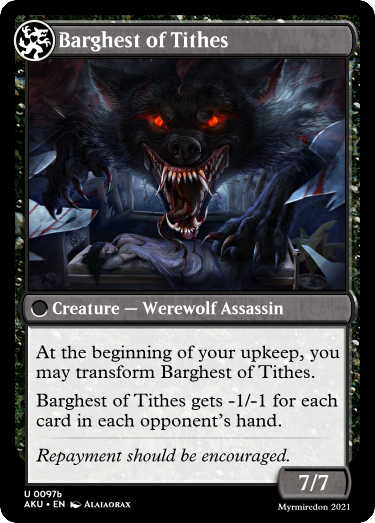 Barghest of Tithes
Creature — Werewolf Assassin
At the beginning of your upkeep, you
may transform Barghest of Tithes.
Barghest of Tithes gets -1/-1 for each
card in each opponent's hand.
Repayment should be encouraged.
7/7
U 0097b
AKU • EN Alaiaorax
Myrmiredon 2021